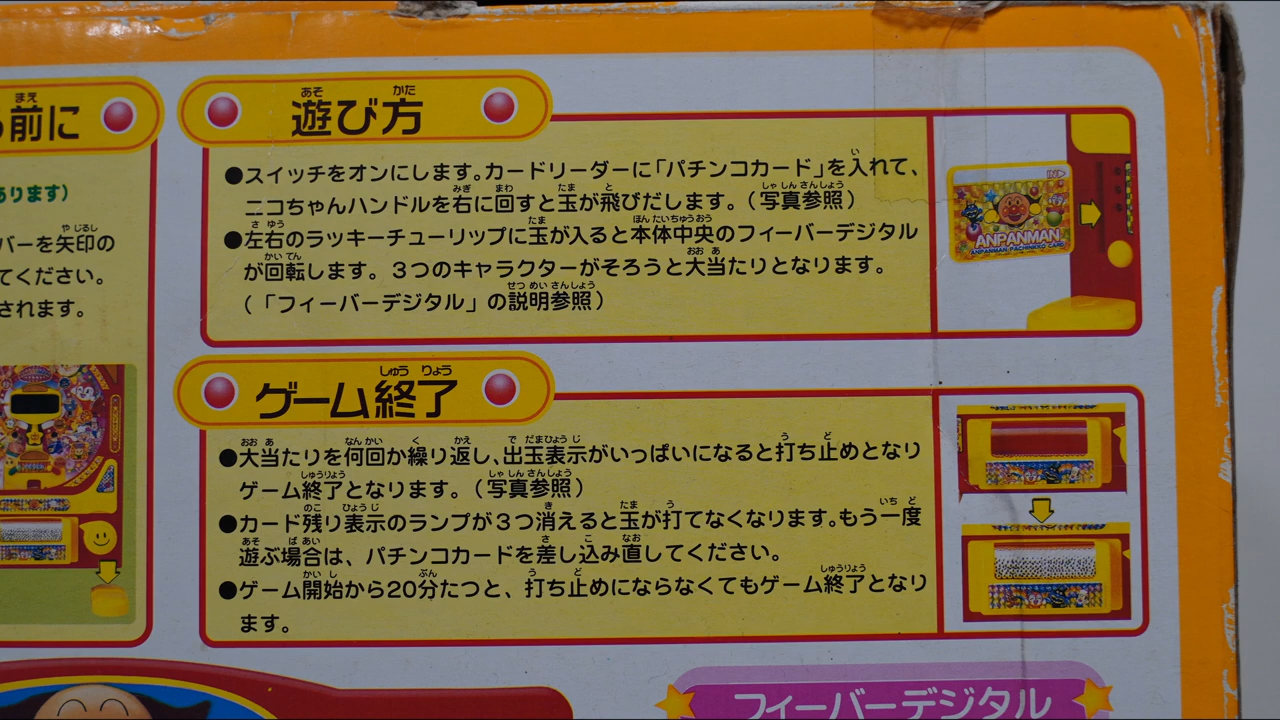 前に
あります)
バーを矢印の
てください。
されます。
遊び方
●スイッチをオンにします。カードリーダーに「パチンコカード」を入れて、
ニコちゃんハンドルを右に回すと玉が飛びだします。(写真参照)
●左右のラッキーチューリップに玉が入ると本体中央のフィーバーデジタル
が回転します。3つのキャラクターがそろうと大当たりとなります。
(「フィーバーデジタル」の説明参照)
IN
ANPANMAN
ANPANMAN PACHINKO CARD
ゲーム終了
●大当たりを何回か繰り返し、出玉表示がいっぱいになると打ち止めとなり
ゲーム終了となります。(写真参照)
●カード残り表示のランプが3つ消えると玉が打てなくなります。もう一度
遊ぶ場合は、パチンコカードを差し込み直してください。
●ゲーム開始から20分たつと、打ち止めにならなくてもゲーム終了となり
ます。
フィーバーデジタル